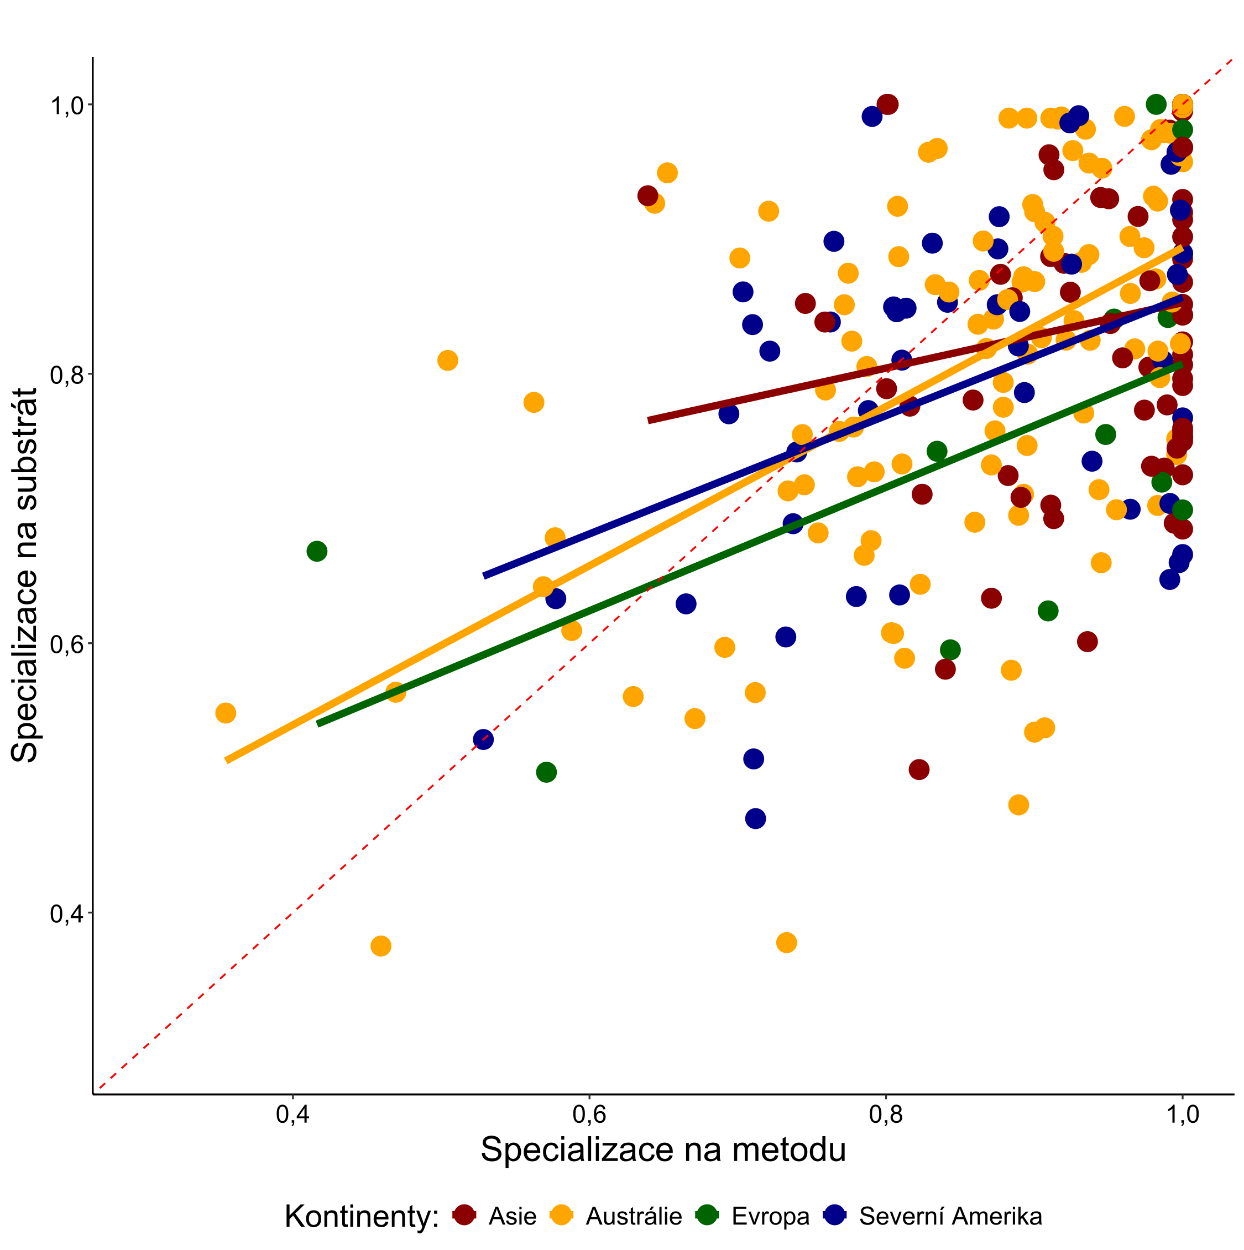 1,0
0,8
0,6
0,4
Specializace na substrát
0,4 0,6 0,8 1,0
Specializace na metodu
Kontinenty: Asie Austrálie Evropa Severní Amerika